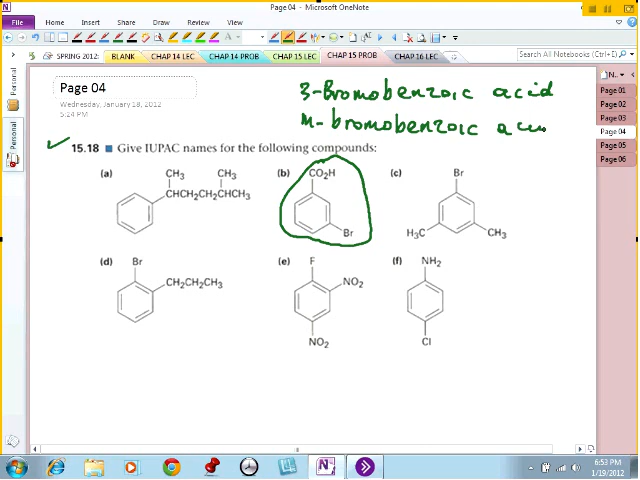 Page 04 - Microsoft OneNote
File
Home
Insert
Share
Draw
Review
View
SPRING 2012:
BLANK
CHAP 14 LEC
CHAP 14 PROB
CHAP 15 LEC
CHAP 15 PROB
CHAP 16 LEC
Search All Notebooks (Ctrl+E)
Personal
Personal
Page 04
Wednesday, January 18, 2012
5:24 PM
3-Bromobenzoic acid
m-bromobenzoic
15.18 ■ Give IUPAC names for the following compounds:
(a)
CH₃ CH₃
CHCH₂CH₂CHCH₃
(b)
CO₂H
Br
(c)
Br
H₃C CH₃
(d)
Br
CH₂CH₂CH₃
(e)
F
NO₂
NO₂
(f)
NH₂
Cl
N..
Page 01
Page 02
Page 03
Page 04
Page 05
Page 06
6:53 PM
1/19/2012